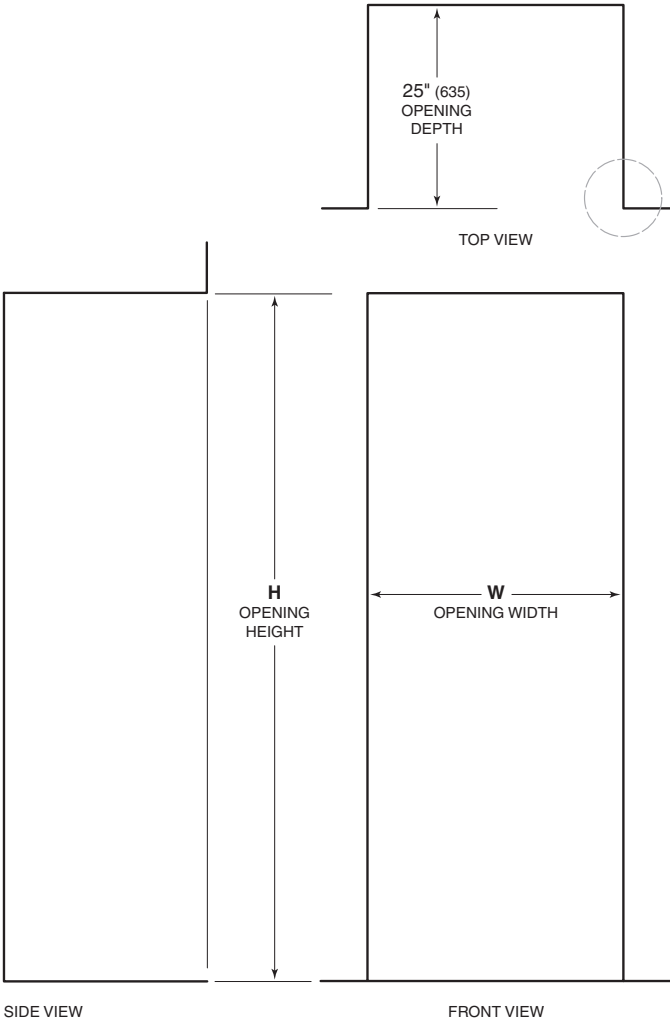 25" (635)
OPENING
DEPTH
TOP VIEW
H
OPENING
HEIGHT
W
OPENING WIDTH
SIDE VIEW
FRONT VIEW